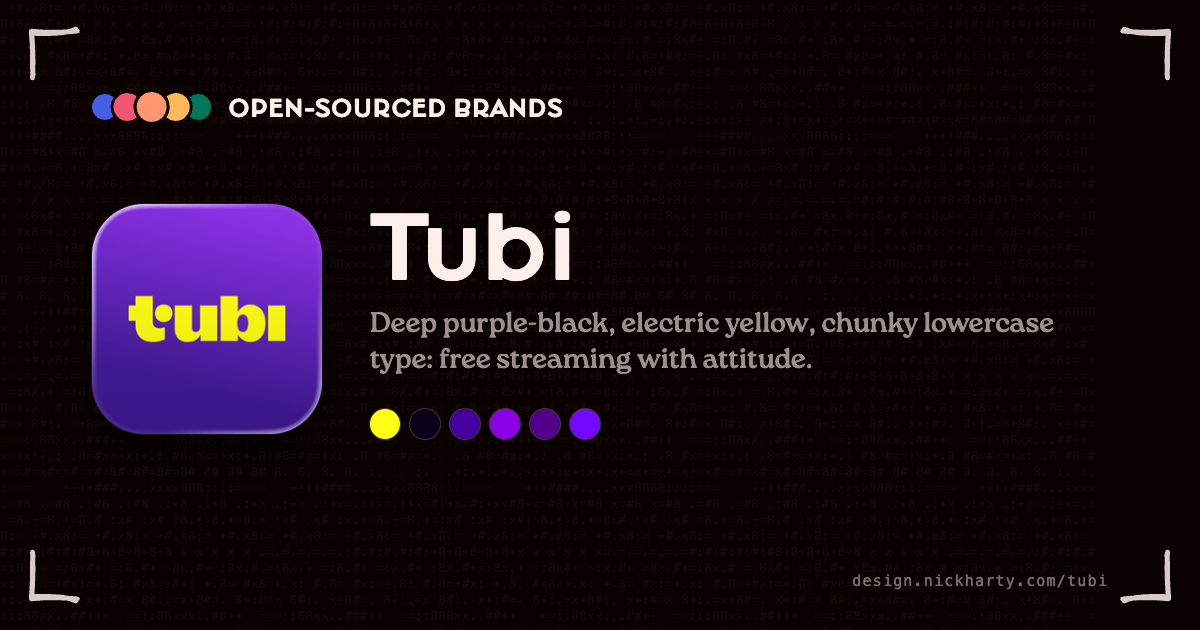 OPEN-SOURCED BRANDS
tubi
Tubi
Deep purple-black, electric yellow, chunky lowercase
type: free streaming with attitude.
design.nickharty.com/tubi